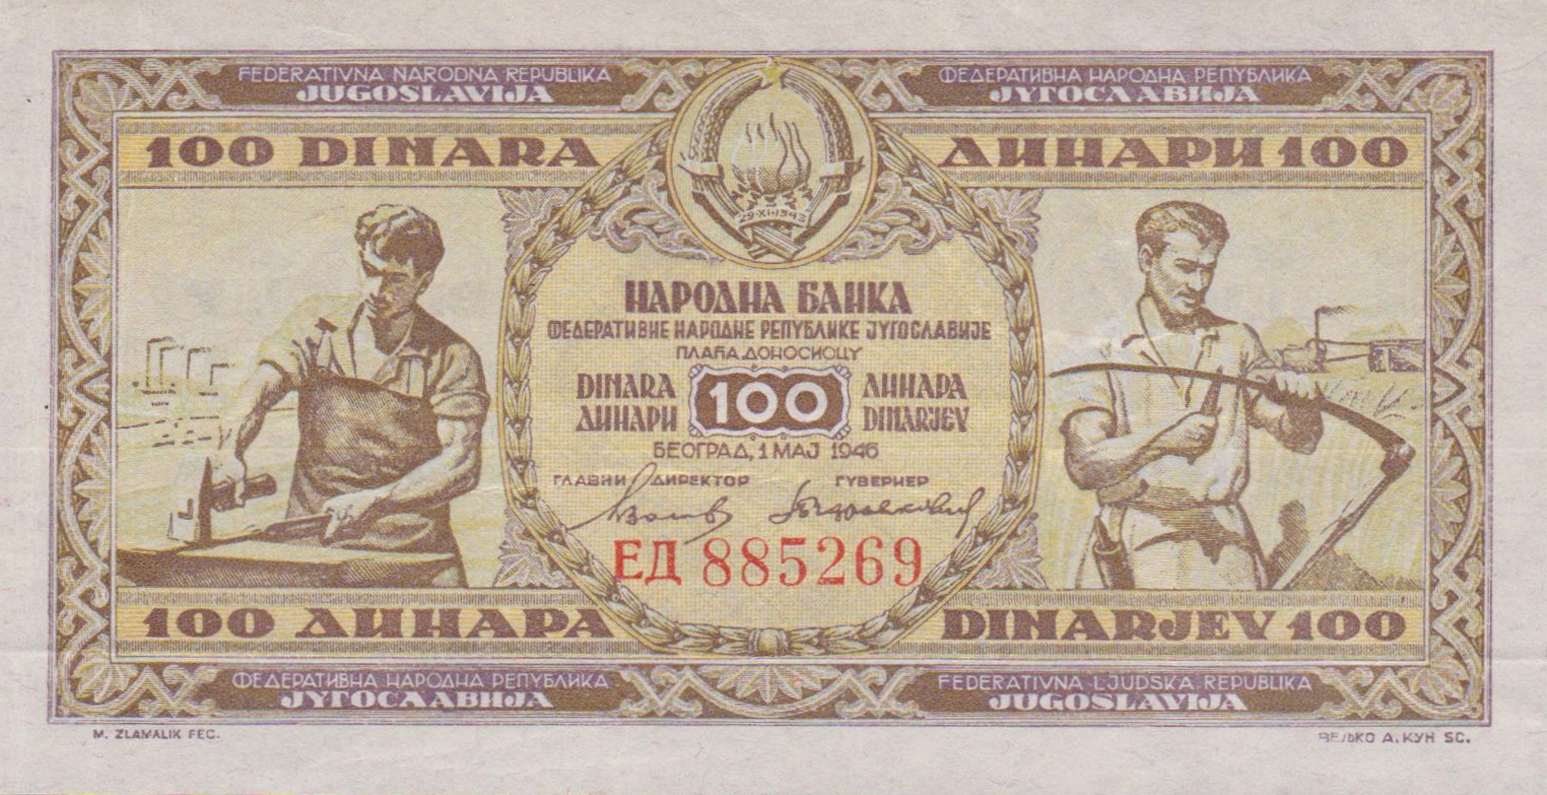 FEDERATIVNA NARODNA REPUBLIKA
JUGOSLAVIJA
ФЕДЕРАТИВНА НАРОДНА РЕПУБЛИКА
ЈУГОСЛАВИЈА
100 DINARA
ДИНАРИ 100
29·XI·1943
НАРОДНА БАНКА
ФЕДЕРАТИВНЕ НАРОДНЕ РЕПУБЛИКЕ ЈУГОСЛАВИЈЕ
ПЛАЋА ДОНОСИОЦУ
DINARA 100 ДИНАРА
ДИНАРИ DINARJEV
БЕОГРАД, 1 МАЈ 1946
ГЛАВНИ ДИРЕКТОР ГУВЕРНЕР
ЕД 885269
100 ДИНАРА
DINARJEV 100
ФЕДЕРАТИВНА НАРОДНА РЕПУБЛИКА
ЈУГОСЛАВИЈА
FEDERATIVNA LJUDSKA REPUBLIKA
JUGOSLAVIJA
M. ZLAMALIK FEC.
ВЕЉКО А. КУН SC.